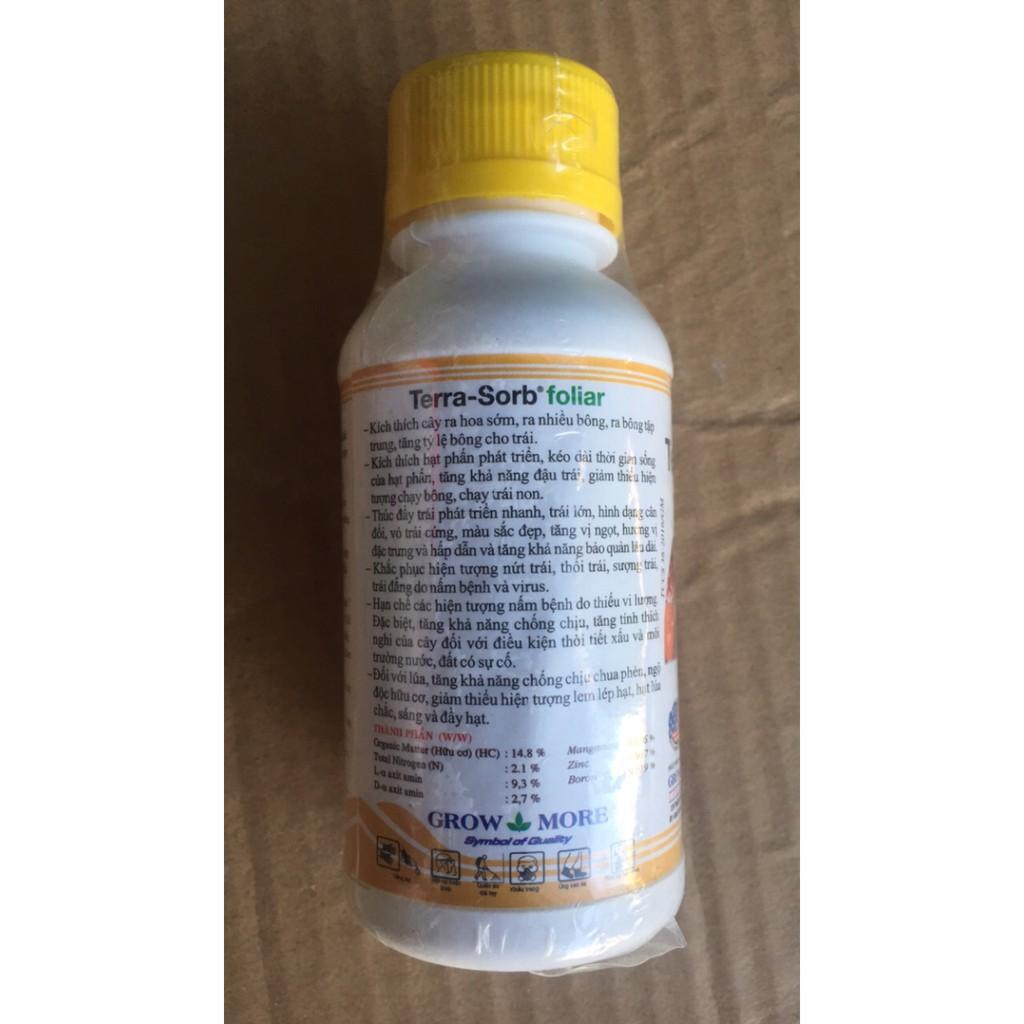 Terra-Sorb® foliar
-Kích thích cây ra hoa sớm, ra nhiều bông, ra bông tập
trung, tăng tỷ lệ bông cho trái.
-Kích thích hạt phấn phát triển, kéo dài thời gian sống
của hạt phấn, tăng khả năng đậu trái, giảm thiểu hiện
tượng chạy bông, chạy trái non.
-Thúc đẩy trái phát triển nhanh, trái lớn, hình dạng cân
đối, vỏ trái cứng, màu sắc đẹp, tăng vị ngọt, hương vị
đặc trưng và hấp dẫn và tăng khả năng bảo quản lâu dài.
-Khắc phục hiện tượng nứt trái, thối trái, sượng trái,
trái đắng do nấm bệnh và virus.
-Hạn chế các hiện tượng nấm bệnh do thiếu vi lượng.
Đặc biệt, tăng khả năng chống chịu, tăng tính thích
nghi của cây đối với điều kiện thời tiết xấu và môi
trường nước, đất có sự cố.
-Đối với lúa, tăng khả năng chống chịu chua phèn, ngộ
độc hữu cơ, giảm thiểu hiện tượng lem lép hạt, hạt lúa
chắc, sáng và đầy hạt.
THÀNH PHẦN (W/W)
Organic Matter (Hữu cơ) (HC) : 14.8 %
Total Nitrogen (N) : 2.1 %
L-α axit amin : 9,3 %
D-α axit amin : 2,7 %
Zinc
Boron
GROW MORE
Symbol of Quality
Khẩu trang